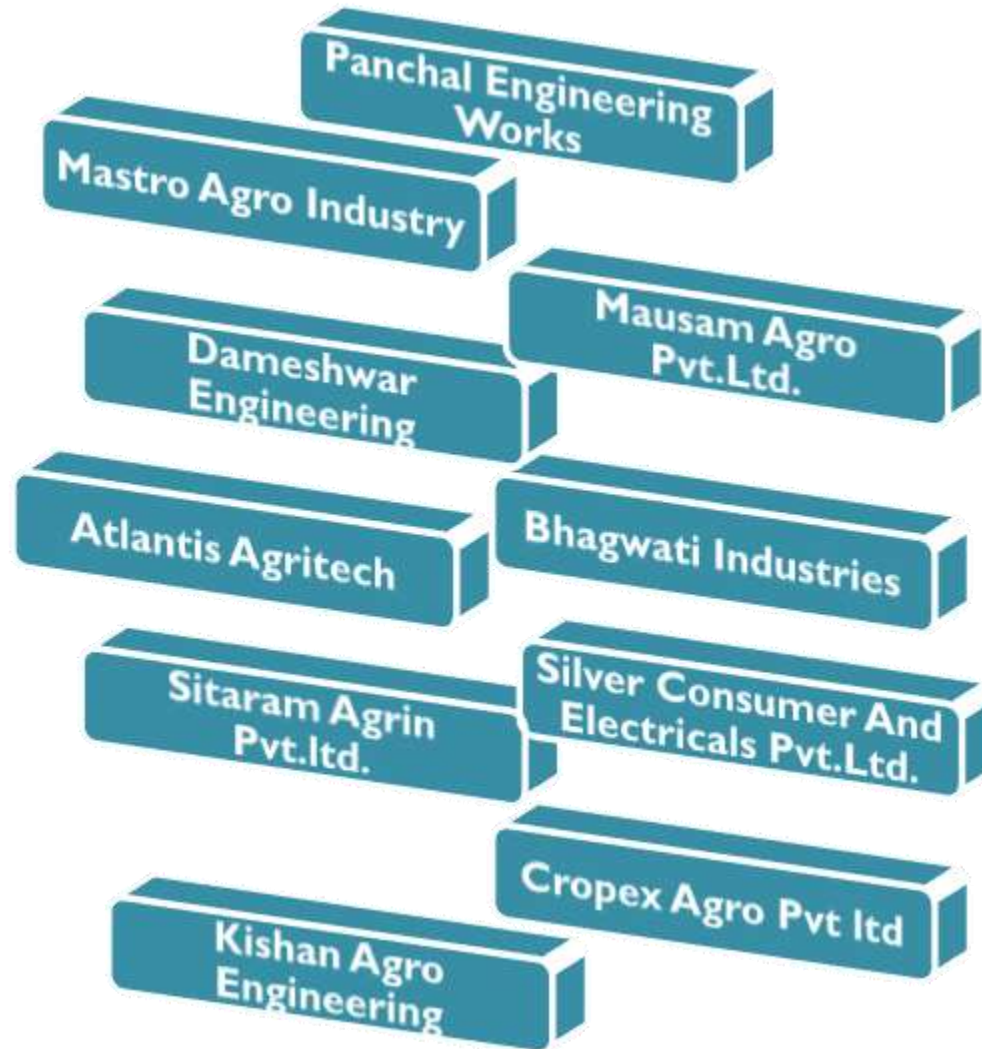 Panchal Engineering
Works
Mastro Agro Industry
Mausam Agro
Pvt.Ltd.
Dameshwar
Engineering
Atlantis Agritech
Bhagwati Industries
Sitaram Agrin
Pvt.ltd.
Silver Consumer And
Electricals Pvt.Ltd.
Cropex Agro Pvt ltd
Kishan Agro
Engineering